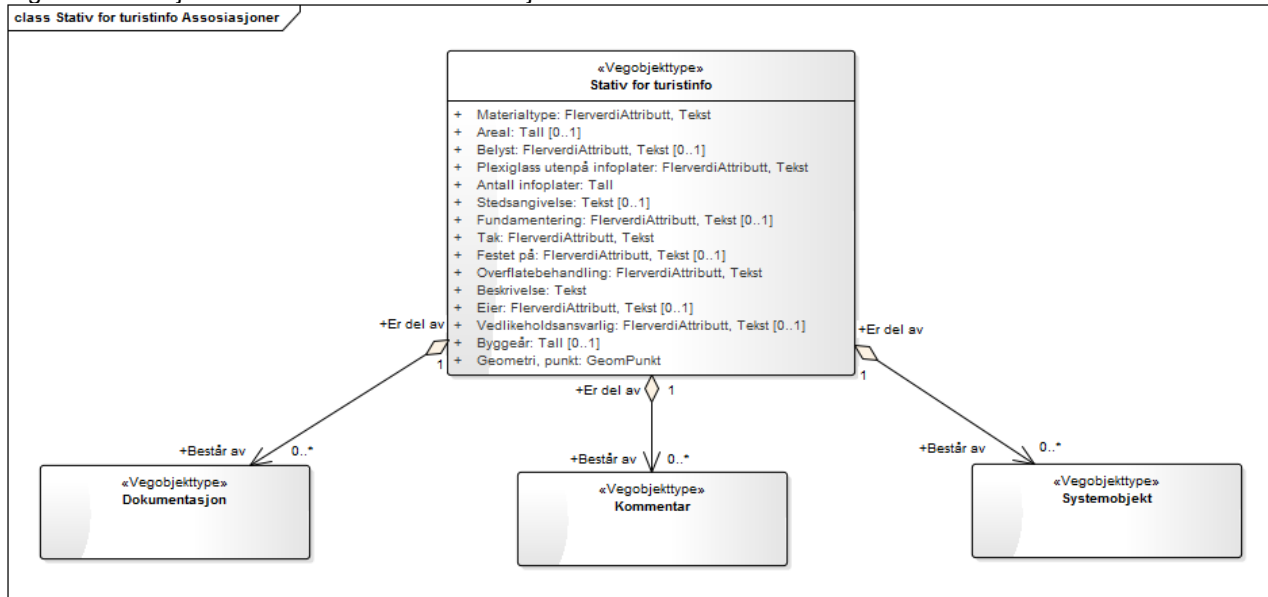 class Stativ for turistinfo Assosiasjoner
«Vegobjekttype»
Stativ for turistinfo
+ Materialtype: FlerverdiAttributt, Tekst
+ Areal: Tall [0..1]
+ Belyst: FlerverdiAttributt, Tekst [0..1]
+ Plexiglass utenpå infoplater: FlerverdiAttributt, Tekst
+ Antall infoplater: Tall
+ Stedsangivelse: Tekst [0..1]
+ Fundamentering: FlerverdiAttributt, Tekst [0..1]
+ Tak: FlerverdiAttributt, Tekst
+ Festet på: FlerverdiAttributt, Tekst [0..1]
+ Overflatebehandling: FlerverdiAttributt, Tekst
+ Beskrivelse: Tekst
+ Eier: FlerverdiAttributt, Tekst [0..1]
+ Vedlikeholdsansvarlig: FlerverdiAttributt, Tekst [0..1]
+ Byggeår: Tall [0..1]
+ Geometri, punkt: GeomPunkt
+Er del av
1
+Er del av
1
+Er del av
1
+Består av
0..*
+Består av
0..*
+Består av
0..*
«Vegobjekttype»
Dokumentasjon
«Vegobjekttype»
Kommentar
«Vegobjekttype»
Systemobjekt